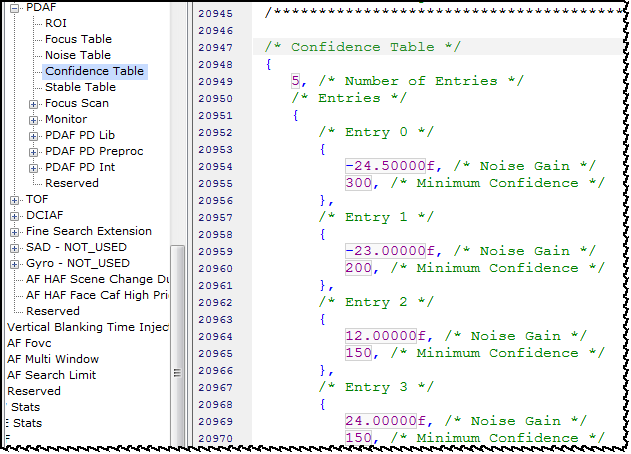 PDAF
ROI
Focus Table
Noise Table
Confidence Table
Stable Table
Focus Scan
Monitor
PDAF PD Lib
PDAF PD Preproc
PDAF PD Int
Reserved
TOF
DCIAF
Fine Search Extension
SAD - NOT_USED
Gyro - NOT_USED
AF HAF Scene Change Du
AF HAF Face Caf High Pri
Reserved
Vertical Blanking Time Inject
AF Fovc
AF Multi Window
AF Search Limit
Reserved
Stats
E Stats
20945 /****************************************
20946
20947 /* Confidence Table */
20948 {
20949 5, /* Number of Entries */
20950 /* Entries */
20951 {
20952 /* Entry 0 */
20953 {
20954 -24.50000f, /* Noise Gain */
20955 300, /* Minimum Confidence */
20956 },
20957 /* Entry 1 */
20958 {
20959 -23.00000f, /* Noise Gain */
20960 200, /* Minimum Confidence */
20961 },
20962 /* Entry 2 */
20963 {
20964 12.00000f, /* Noise Gain */
20965 150, /* Minimum Confidence */
20966 },
20967 /* Entry 3 */
20968 {
20969 24.00000f, /* Noise Gain */
20970 150, /* Minimum Confidence */